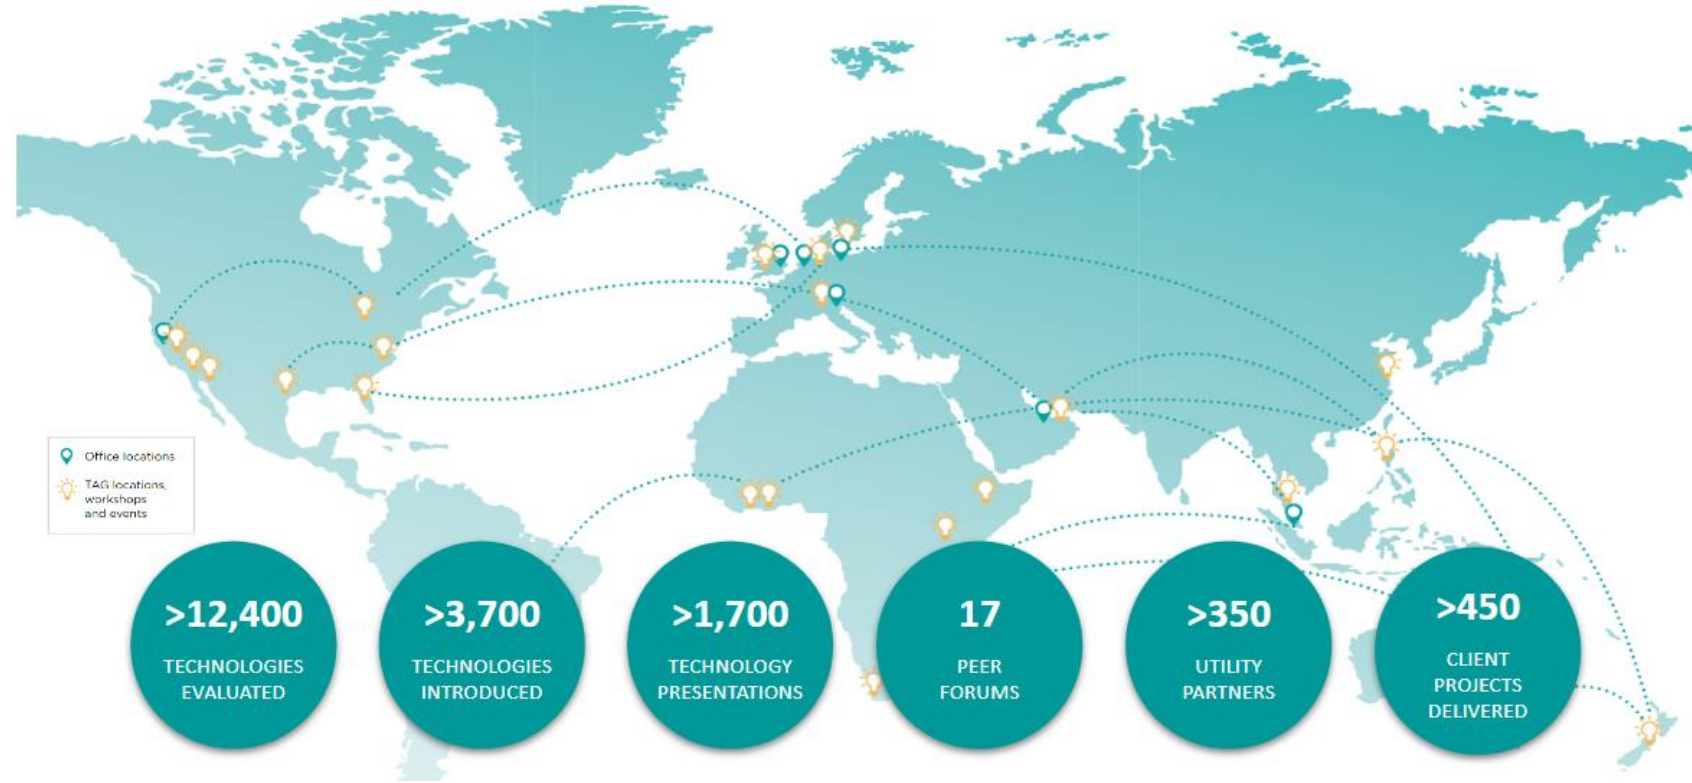 Office locations
TAG locations,
workshops
and events
>12,400
TECHNOLOGIES
EVALUATED
>3,700
TECHNOLOGIES
INTRODUCED
>1,700
TECHNOLOGY
PRESENTATIONS
17
PEER
FORUMS
>350
UTILITY
PARTNERS
>450
CLIENT
PROJECTS
DELIVERED